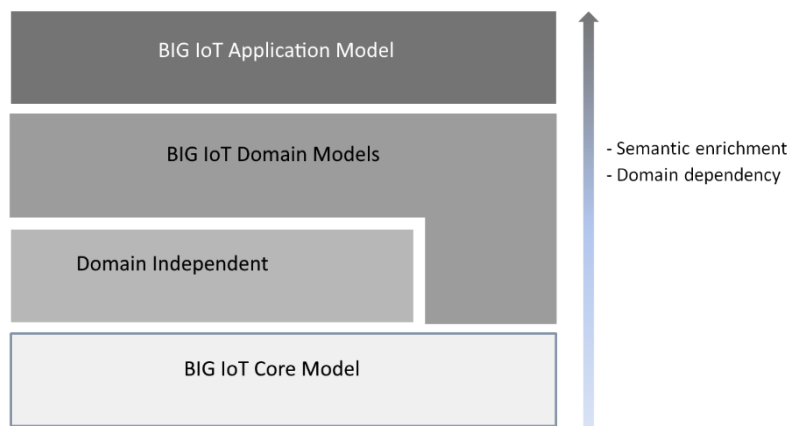 BIG IoT Application Model
BIG IoT Domain Models
- Semantic enrichment
- Domain dependency
Domain Independent
BIG IoT Core Model